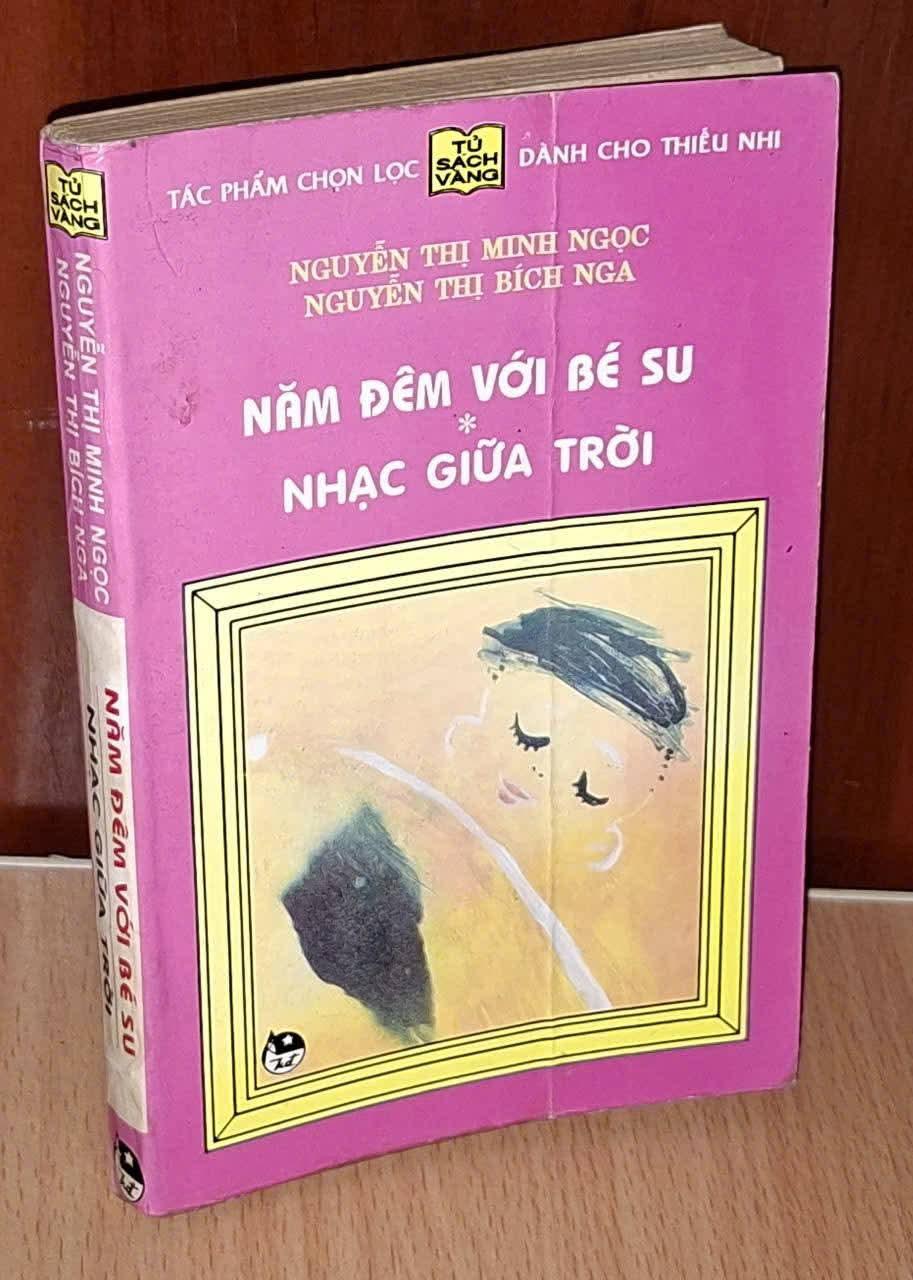 TÁC PHẨM CHỌN LỌC
TỦ
SÁCH
VÀNG
DÀNH CHO THIẾU NHI
NGUYỄN THỊ MINH NGỌC
NGUYỄN THỊ BÍCH NGA
NĂM ĐÊM VỚI BÉ SU
*
NHẠC GIỮA TRỜI
kđ
TỦ
SÁCH
VÀNG
NGUYỄN THỊ MINH NGỌC
NGUYỄN THỊ BÍCH NGA
NĂM ĐÊM VỚI BÉ SU
NHẠC GIỮA TRỜI
kđ